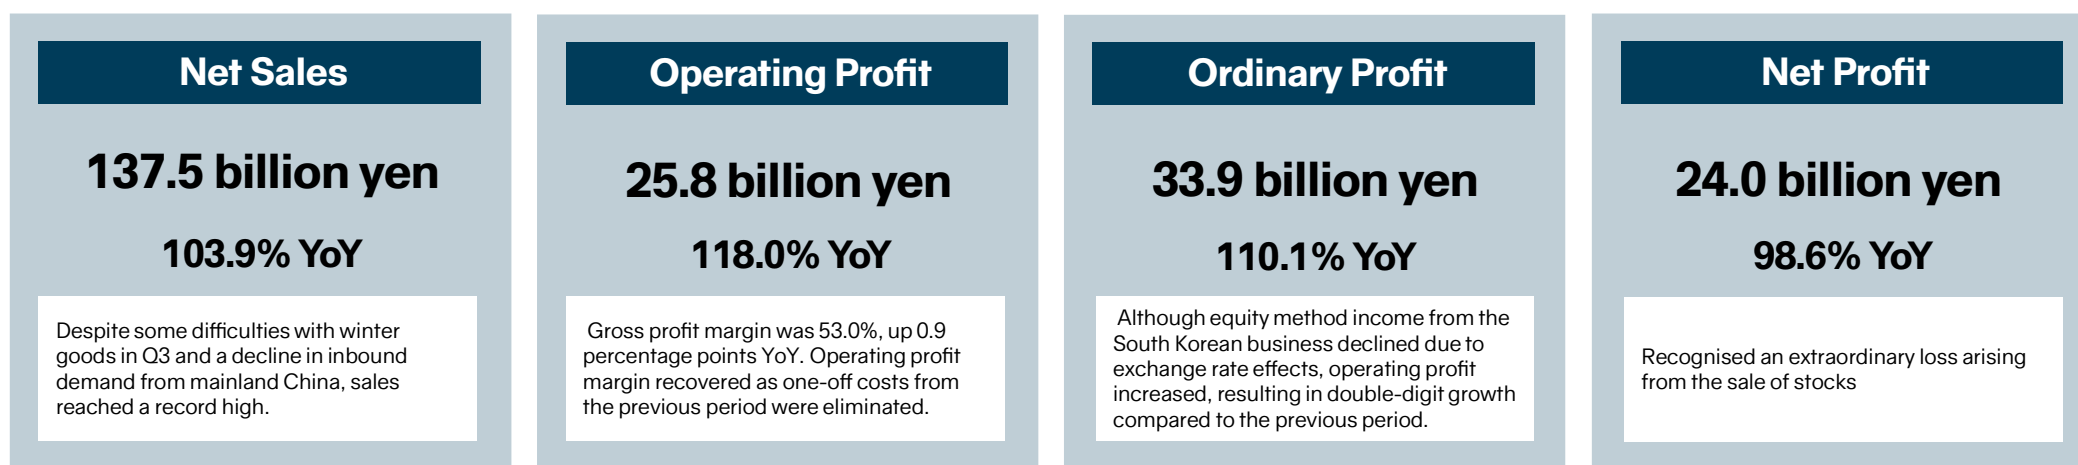 Net Sales
137.5 billion yen
103.9% YoY
Despite some difficulties with winter
goods in Q3 and a decline in inbound
demand from mainland China, sales
reached a record high.
Operating Profit
25.8 billion yen
118.0% YoY
Gross profit margin was 53.0%, up 0.9
percentage points YoY. Operating profit
margin recovered as one-off costs from
the previous period were eliminated.
Ordinary Profit
33.9 billion yen
110.1% YoY
Although equity method income from the
South Korean business declined due to
exchange rate effects, operating profit
increased, resulting in double-digit growth
compared to the previous period.
Net Profit
24.0 billion yen
98.6% YoY
Recognised an extraordinary loss arising
from the sale of stocks